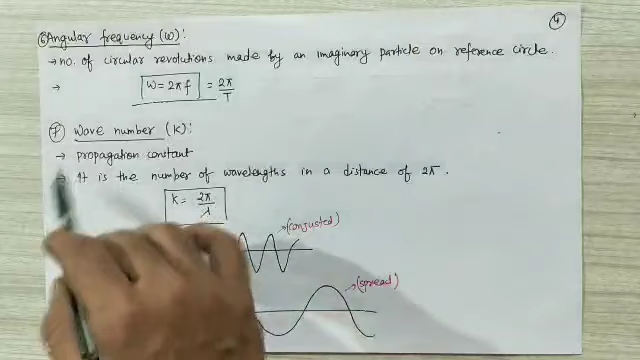 4
⑥ Angular frequency (ω):
→ no. of circular revolutions made by an imaginary particle on reference circle.
→ ω = 2πf = 2π/T
⑦ Wave number (K):
→ propagation constant
→ It is the number of wavelengths in a distance of 2π.
K = 2π/λ
→ (conjusted)
→ (spread)